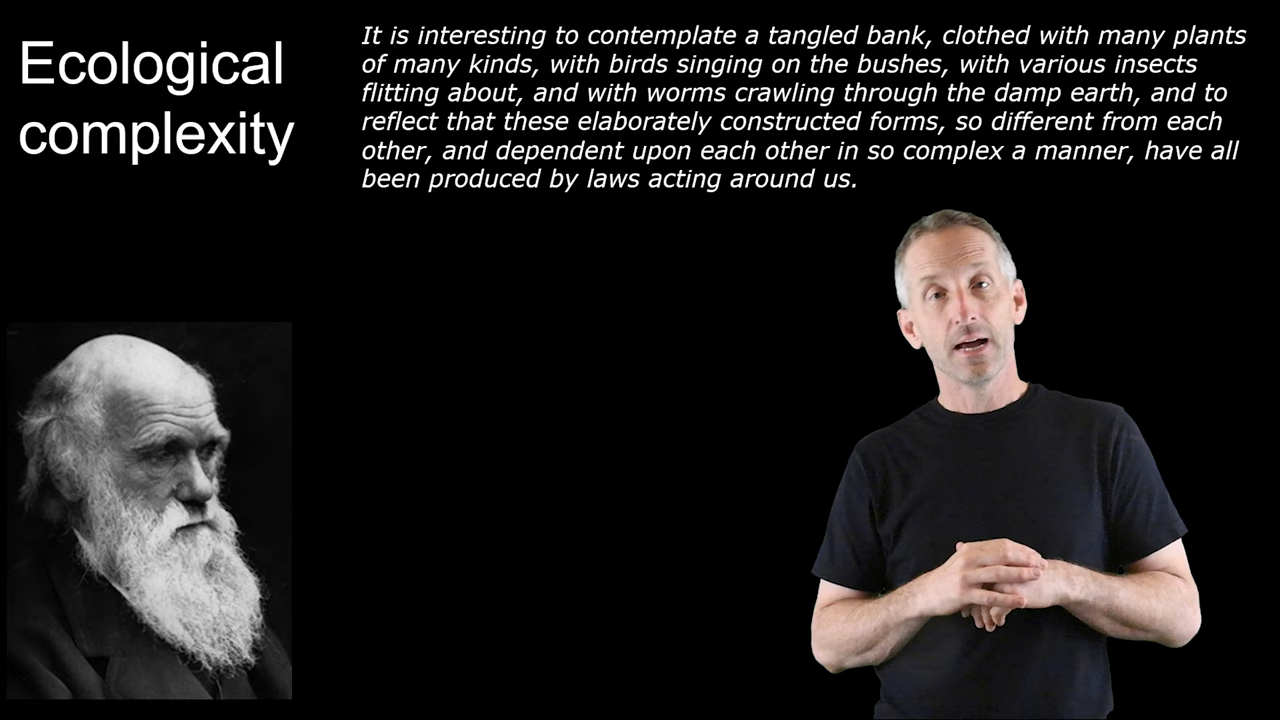 Ecological
complexity
It is interesting to contemplate a tangled bank, clothed with many plants
of many kinds, with birds singing on the bushes, with various insects
flitting about, and with worms crawling through the damp earth, and to
reflect that these elaborately constructed forms, so different from each
other, and dependent upon each other in so complex a manner, have all
been produced by laws acting around us.